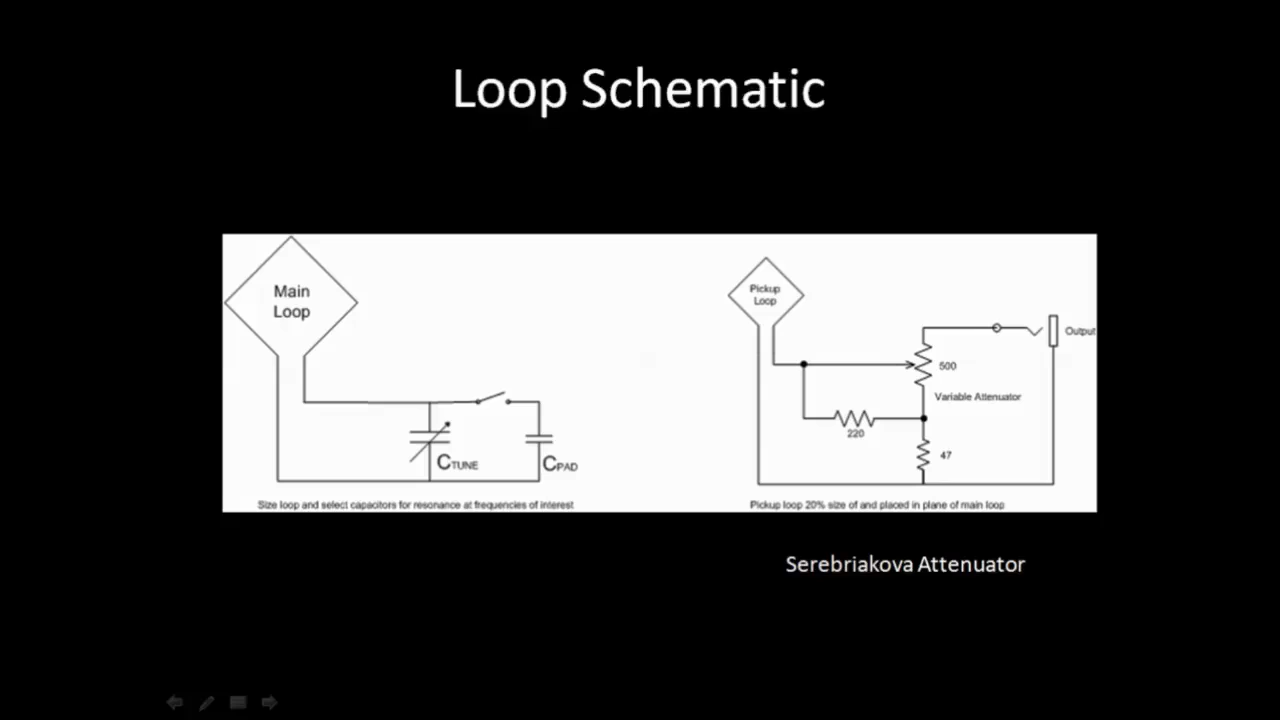 Loop Schematic
Main
Loop
CTUNE
CPAD
Size loop and select capacitors for resonance at frequencies of interest
Pickup
Loop
Output
500
Variable Attenuator
220
47
Pickup loop 20% size of and placed in plane of main loop
Serebriakova Attenuator